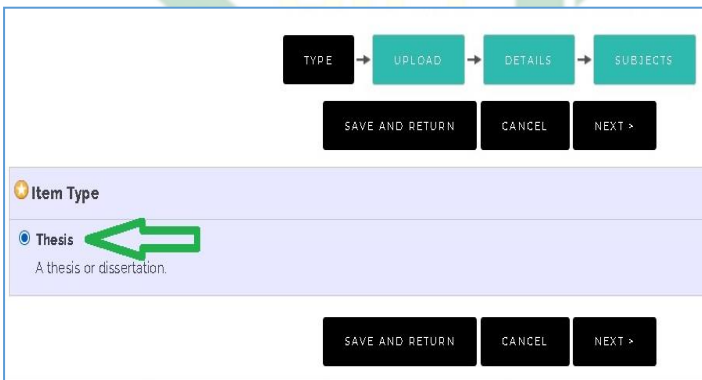 TYPE UPLOAD DETAILS SUBJECTS
SAVE AND RETURN CANCEL NEXT >
Item Type
Thesis
A thesis or dissertation.
SAVE AND RETURN CANCEL NEXT >